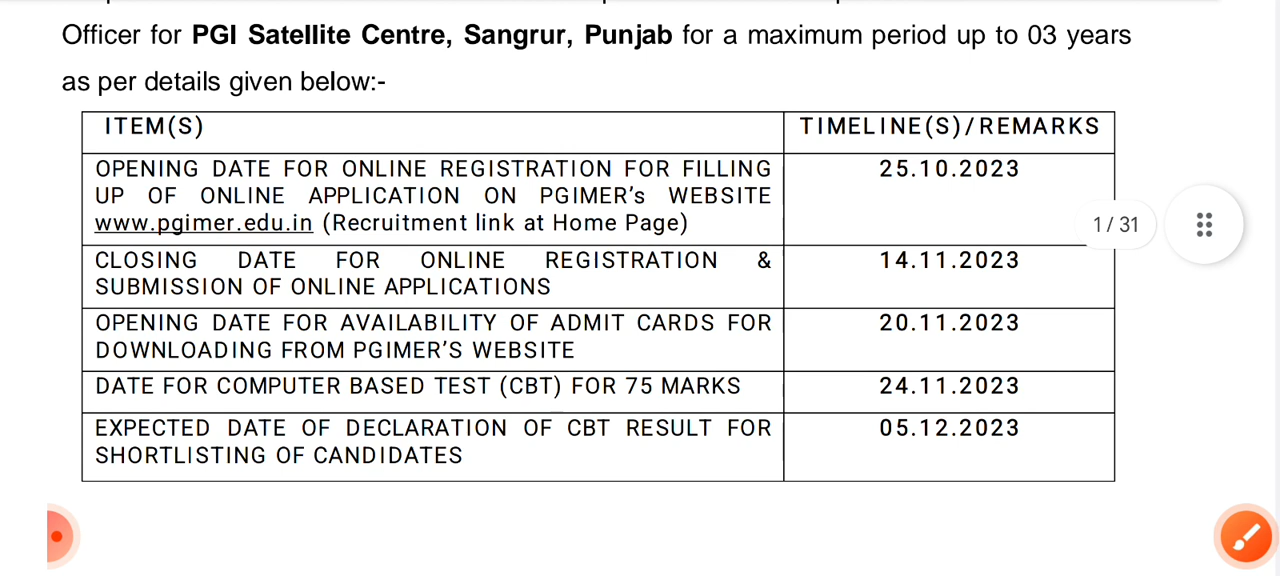 Officer for PGI Satellite Centre, Sangrur, Punjab for a maximum period up to 03 years
as per details given below:-
ITEM(S) TIMELINE(S)/REMARKS
OPENING DATE FOR ONLINE REGISTRATION FOR FILLING 25.10.2023
UP OF ONLINE APPLICATION ON PGIMER's WEBSITE
www.pgimer.edu.in (Recruitment link at Home Page)
1 / 31
CLOSING DATE FOR ONLINE REGISTRATION & 14.11.2023
SUBMISSION OF ONLINE APPLICATIONS
OPENING DATE FOR AVAILABILITY OF ADMIT CARDS FOR 20.11.2023
DOWNLOADING FROM PGIMER'S WEBSITE
DATE FOR COMPUTER BASED TEST (CBT) FOR 75 MARKS 24.11.2023
EXPECTED DATE OF DECLARATION OF CBT RESULT FOR 05.12.2023
SHORTLISTING OF CANDIDATES